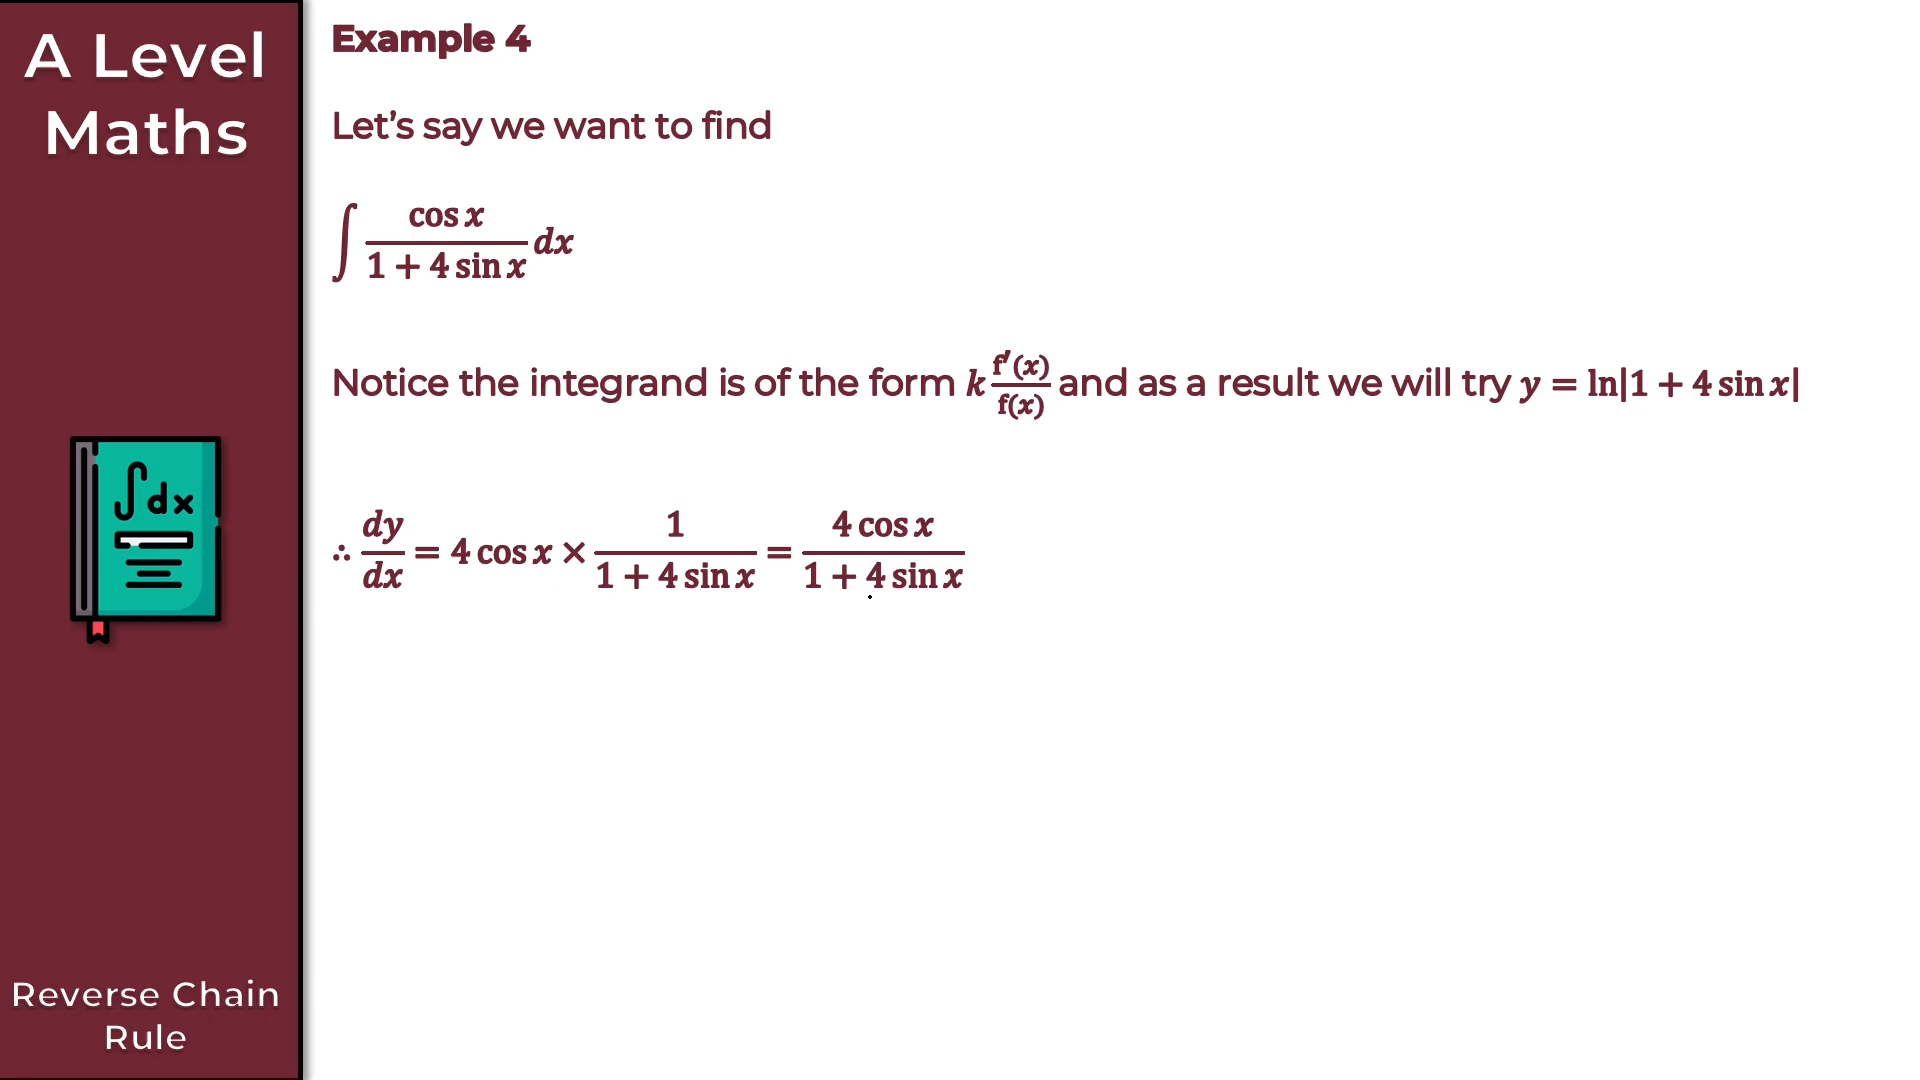 A Level
Maths
Example 4
Let's say we want to find
∫ cos x / (1 + 4 sin x) dx
Notice the integrand is of the form k f′(x)/f(x) and as a result we will try y = ln|1 + 4 sin x|
∴ dy/dx = 4 cos x × 1/(1 + 4 sin x) = 4 cos x/(1 + 4 sin x)
∫dx
Reverse Chain
Rule